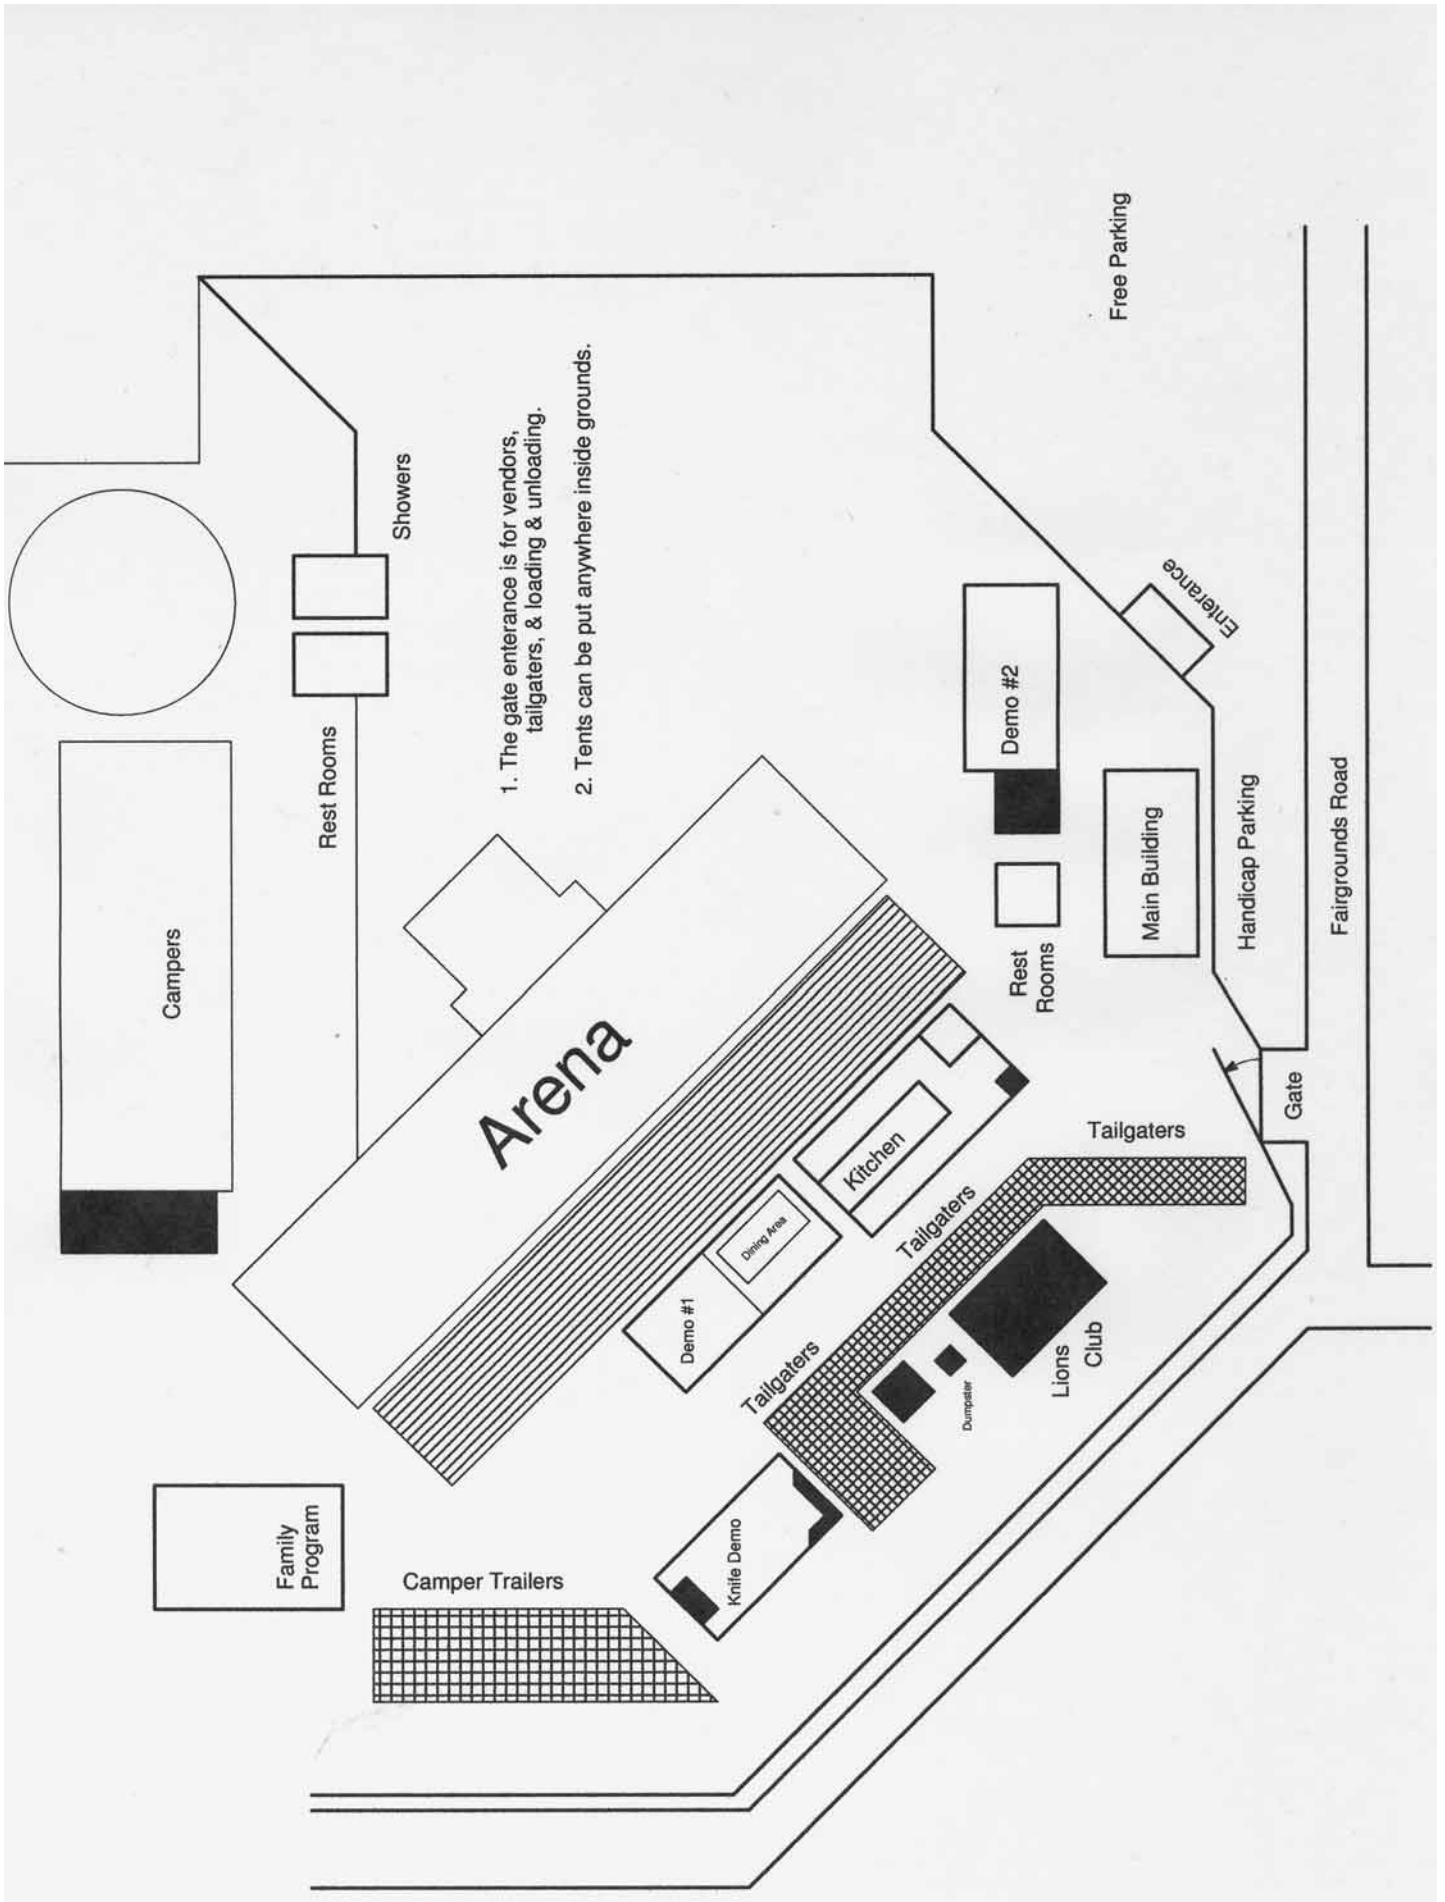 Campers
Rest Rooms
Showers
1. The gate enterance is for vendors,
tailgaters, & loading & unloading.
2. Tents can be put anywhere inside grounds.
Family
Program
Camper Trailers
Arena
Demo #1
Dining Area
Kitchen
Knife Demo
Tailgaters
Tailgaters
Tailgaters
Dumpster
Lions
Club
Rest
Rooms
Demo #2
Main Building
Enterance
Free Parking
Handicap Parking
Gate
Fairgrounds Road